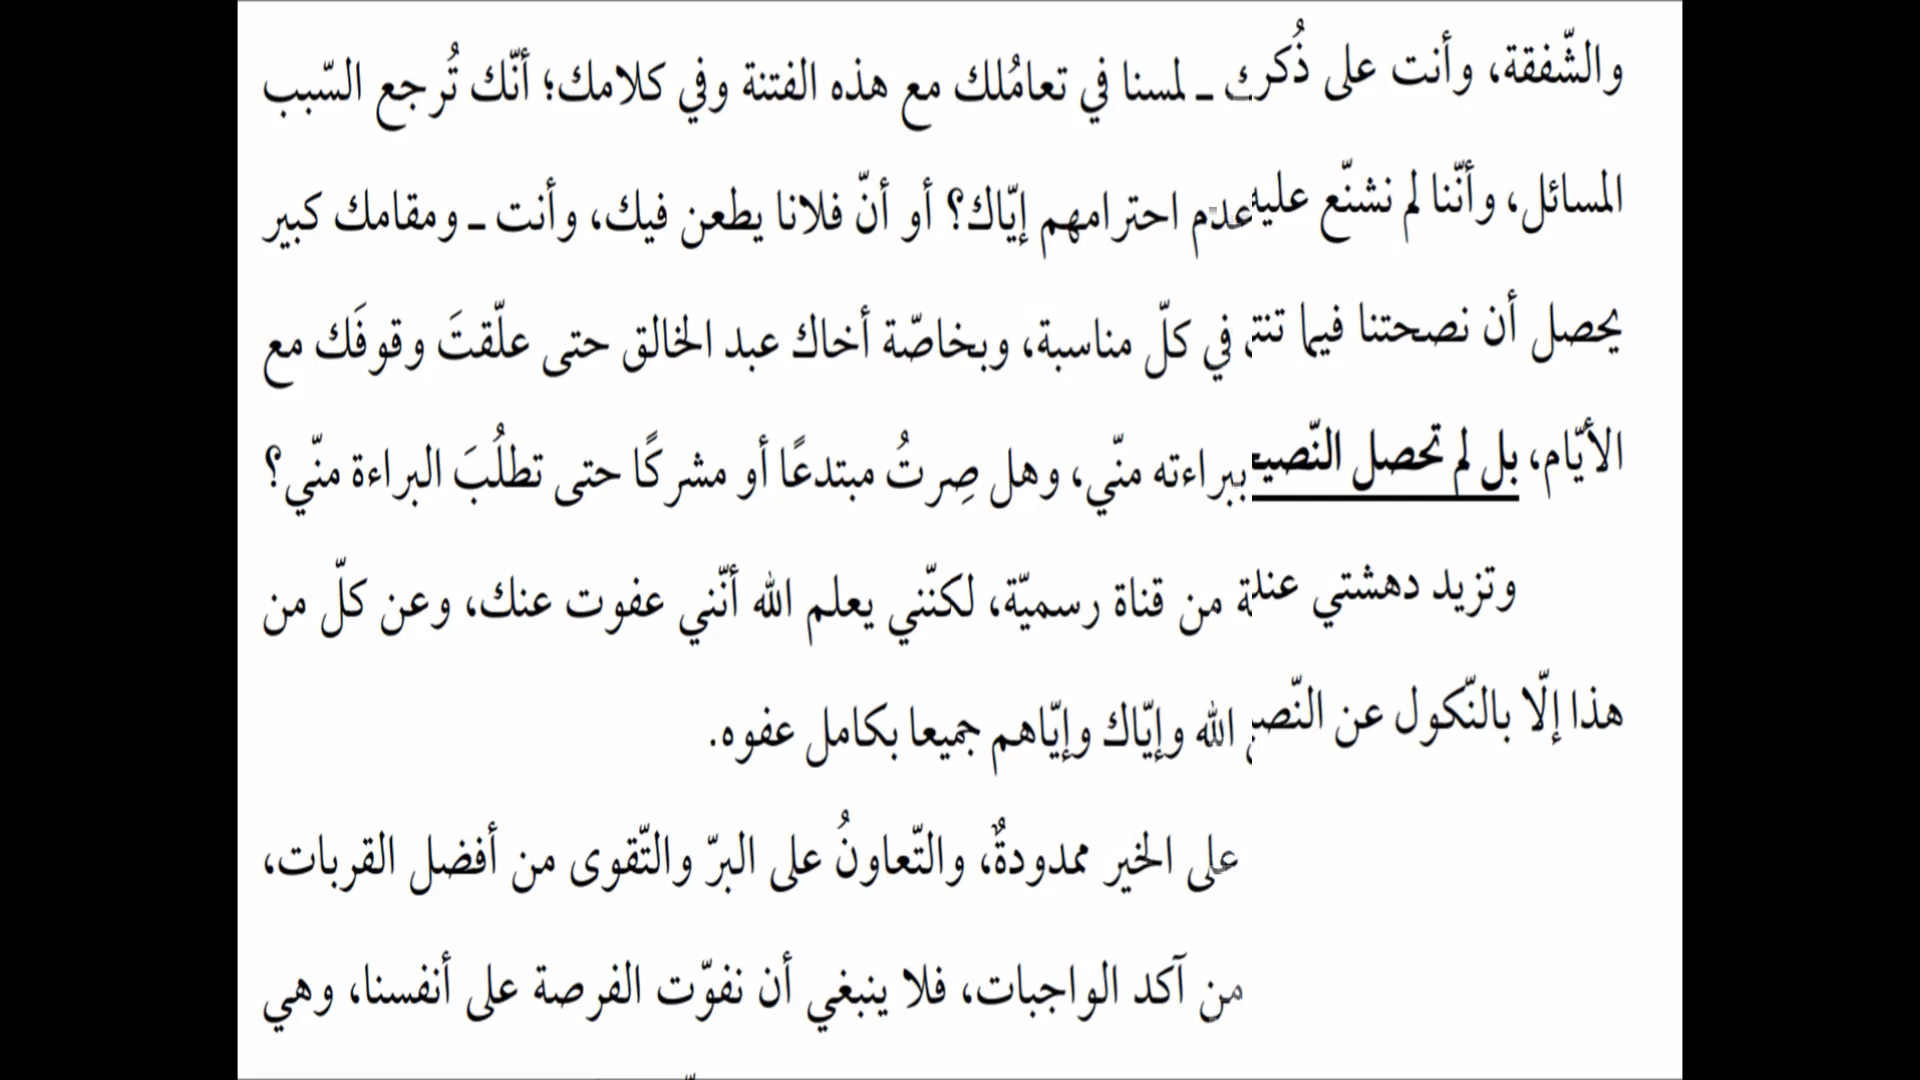 والشّفقة، وأنت على ذُكر ـ لمسنا في تعامُلك مع هذه الفتنة وفي كلامك؛ أنّك تُرجع السّبب
المسائل، وأنّنا لم نشنّع عليه عدم احترامهم إيّاك؟ أو أنّ فلانا يطعن فيك، وأنت ـ ومقامك كبير
يحصل أن نصحتنا فيما في كلّ مناسبة، وبخاصّة أخاك عبد الخالق حتى علّقتَ وقوفَك مع
الأيّام، بل لم تحصل ببراءته منّي، وهل صِرتُ مبتدعًا أو مشركًا حتى تطلُبَ البراءة منّي؟
وتزيد دهشتي من قناة رسميّة، لكنّني يعلم الله أنّني عفوت عنك، وعن كلّ من
هذا إلّا بالنّكول عن الله وإيّاك وإيّاهم جميعا بكامل عفوه.
على الخير ممدودةٌ، والتّعاونُ على البرّ والتّقوى من أفضل القربات،
من آكد الواجبات، فلا ينبغي أن نفوّت الفرصة على أنفسنا، وهي